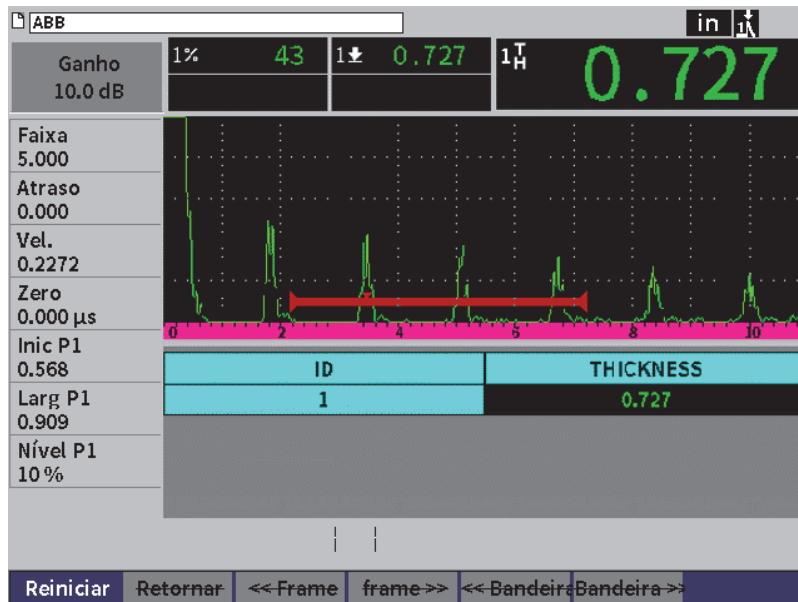 ABB
in 1
Ganho
10.0 dB
1% 43
1 0.727
1 TH 0.727
Faixa
5.000
Atraso
0.000
Vel.
0.2272
Zero
0.000 µs
Inic P1
0.568
Larg P1
0.909
Nível P1
10 %
0 2 4 6 8 10
ID THICKNESS
1 0.727
Reiniciar Retornar << Frame frame >> << Bandeira Bandeira >>